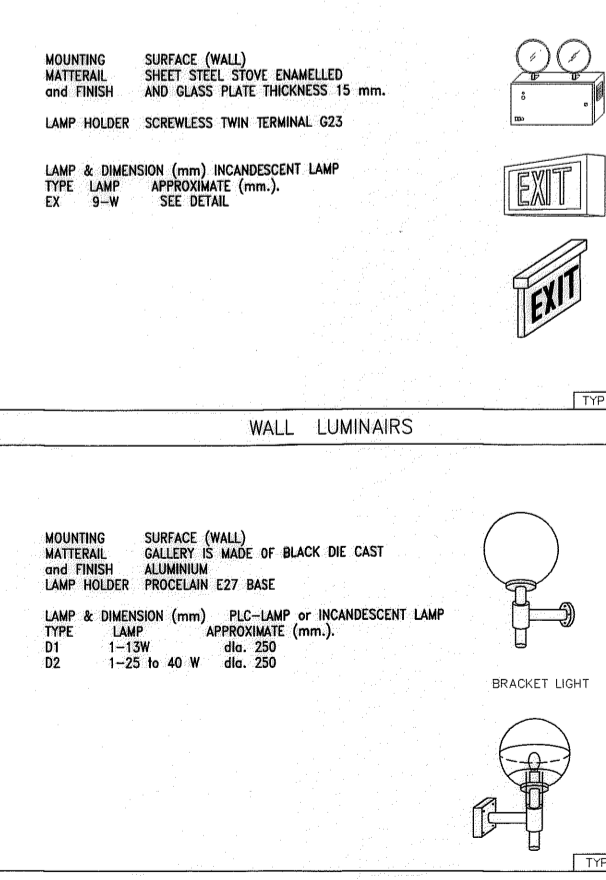 MOUNTING SURFACE (WALL)
MATTERAIL SHEET STEEL STOVE ENAMELLED
and FINISH AND GLASS PLATE THICKNESS 15 mm.
LAMP HOLDER SCREWLESS TWIN TERMINAL G23
LAMP & DIMENSION (mm) INCANDESCENT LAMP
TYPE LAMP APPROXIMATE (mm.).
EX 9-W SEE DETAIL
EXIT
EXIT
TYP
WALL LUMINAIRS
MOUNTING SURFACE (WALL)
MATTERAIL GALLERY IS MADE OF BLACK DIE CAST
and FINISH ALUMINIUM
LAMP HOLDER PROCELAIN E27 BASE
LAMP & DIMENSION (mm) PLC-LAMP or INCANDESCENT LAMP
TYPE LAMP APPROXIMATE (mm.).
D1 1-13W dia. 250
D2 1-25 to 40 W dia. 250
BRACKET LIGHT
TYP